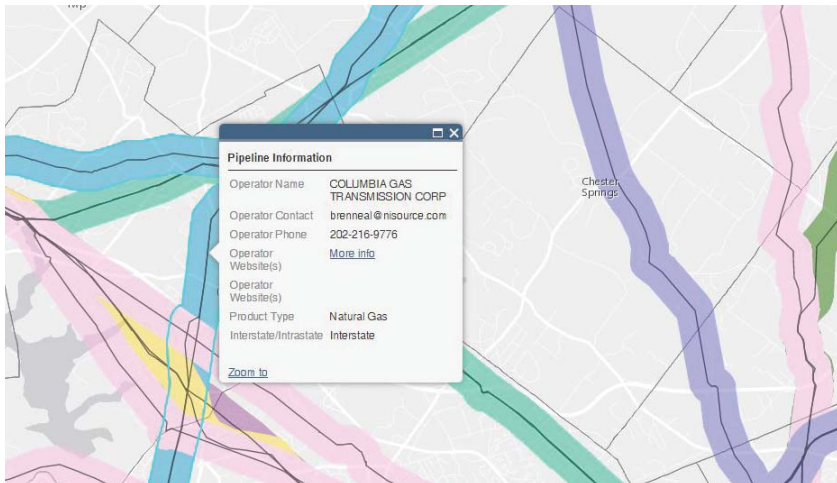 Pipeline Information
Operator Name COLUMBIA GAS
TRANSMISSION CORP
Operator Contact brenneal@nisource.com
Operator Phone 202-216-9776
Operator More info
Website(s)
Operator
Website(s)
Product Type Natural Gas
Interstate/Intrastate Interstate
Zoom to
Chester
Springs